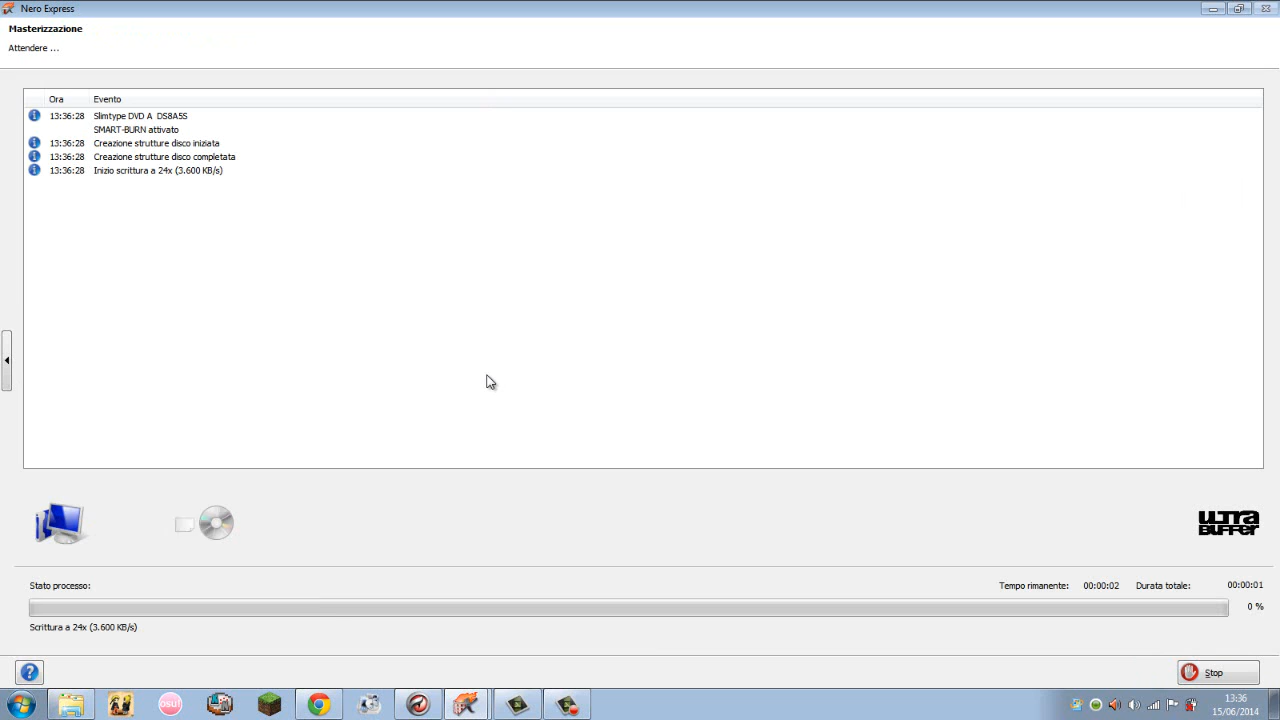 Nero Express
Masterizzazione
Attendere ...
Ora Evento
13:36:28 Slimtype DVD A DS8A5S
SMART-BURN attivato
13:36:28 Creazione strutture disco iniziata
13:36:28 Creazione strutture disco completata
13:36:28 Inizio scrittura a 24x (3.600 KB/s)
ULTRA
BUFFER
Stato processo: Tempo rimanente: 00:00:02 Durata totale: 00:00:01
0 %
Scrittura a 24x (3.600 KB/s)
Stop
osu!
13:36
15/06/2014